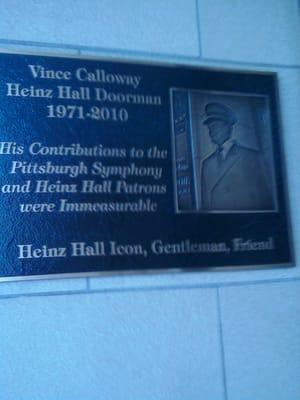 Vince Calloway
Heinz Hall Doorman
1971-2010
His Contributions to the
Pittsburgh Symphony
and Heinz Hall Patrons
were Immeasurable
Heinz Hall Icon, Gentleman, Friend